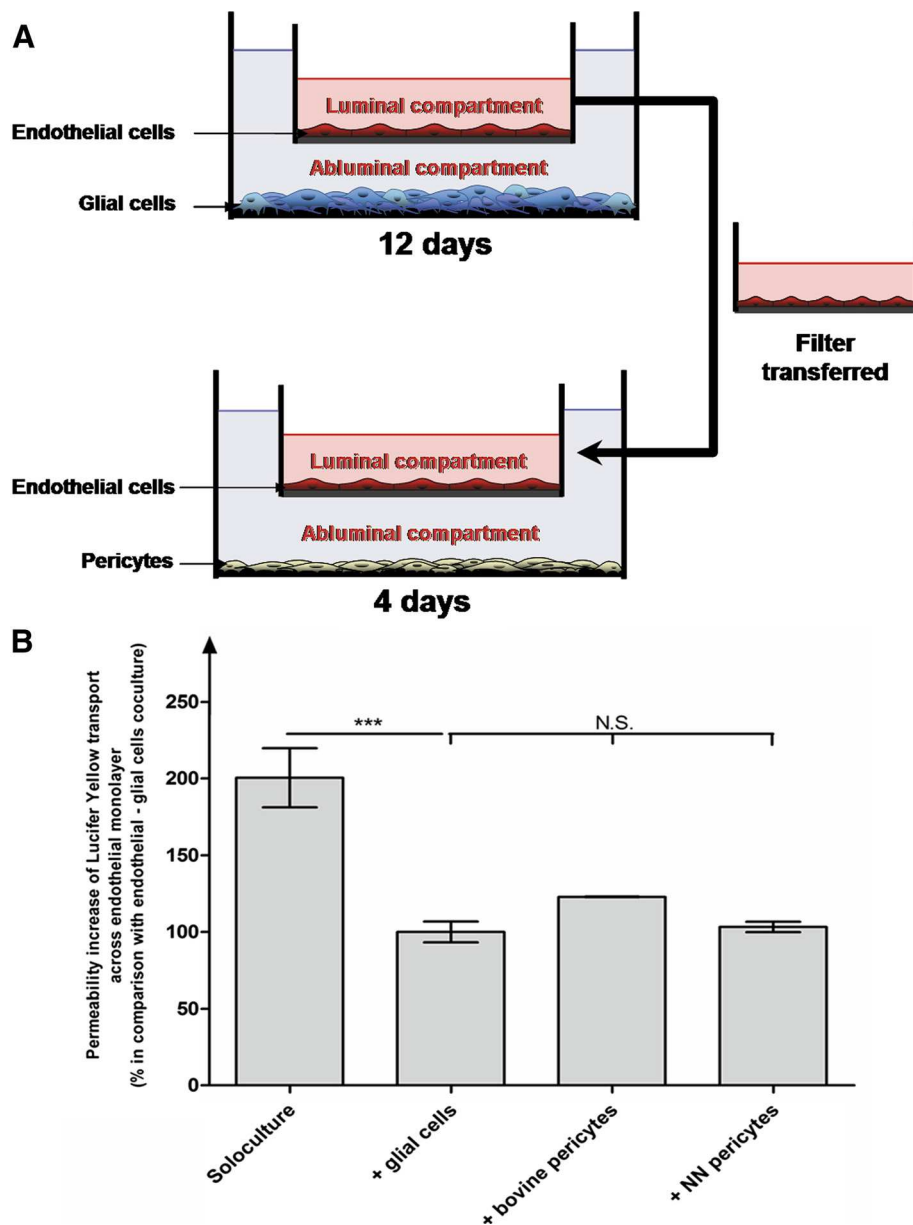 A
Luminal compartment
Endothelial cells
Abluminal compartment
Glial cells
12 days
Filter
transferred
Luminal compartment
Endothelial cells
Abluminal compartment
Pericytes
4 days
B
Permeability increase of Lucifer Yellow transport
across endothelial monolayer
(% in comparison with endothelial - glial cells coculture)
250
200
150
100
50
0
***
N.S.
Soloculture
+ glial cells
+ bovine pericytes
+ NN pericytes